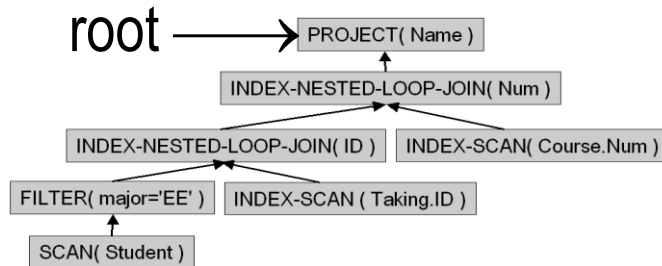 root
PROJECT( Name )
INDEX-NESTED-LOOP-JOIN( Num )
INDEX-NESTED-LOOP-JOIN( ID )
INDEX-SCAN( Course.Num )
FILTER( major='EE’ )
INDEX-SCAN ( Taking.ID )
SCAN( Student )